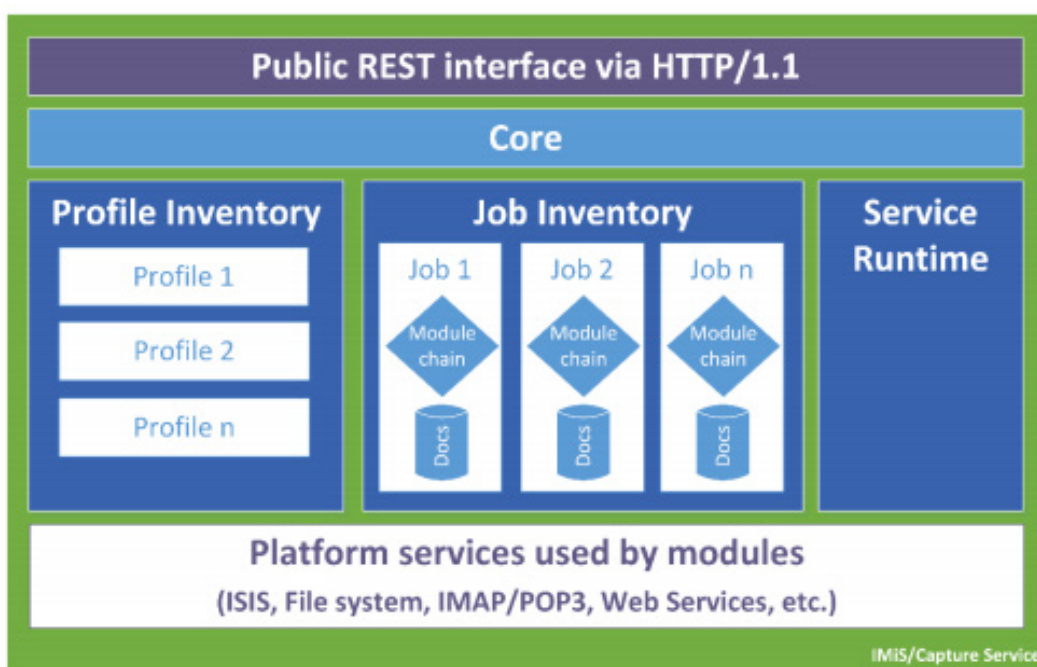 Public REST interface via HTTP/1.1
Core
Profile Inventory
Profile 1
Profile 2
Profile n
Job Inventory
Job 1
Module
chain
Docs
Job 2
Module
chain
Docs
Job n
Module
chain
Docs
Service
Runtime
Platform services used by modules
(ISIS, File system, IMAP/POP3, Web Services, etc.)
IMiS/Capture Service